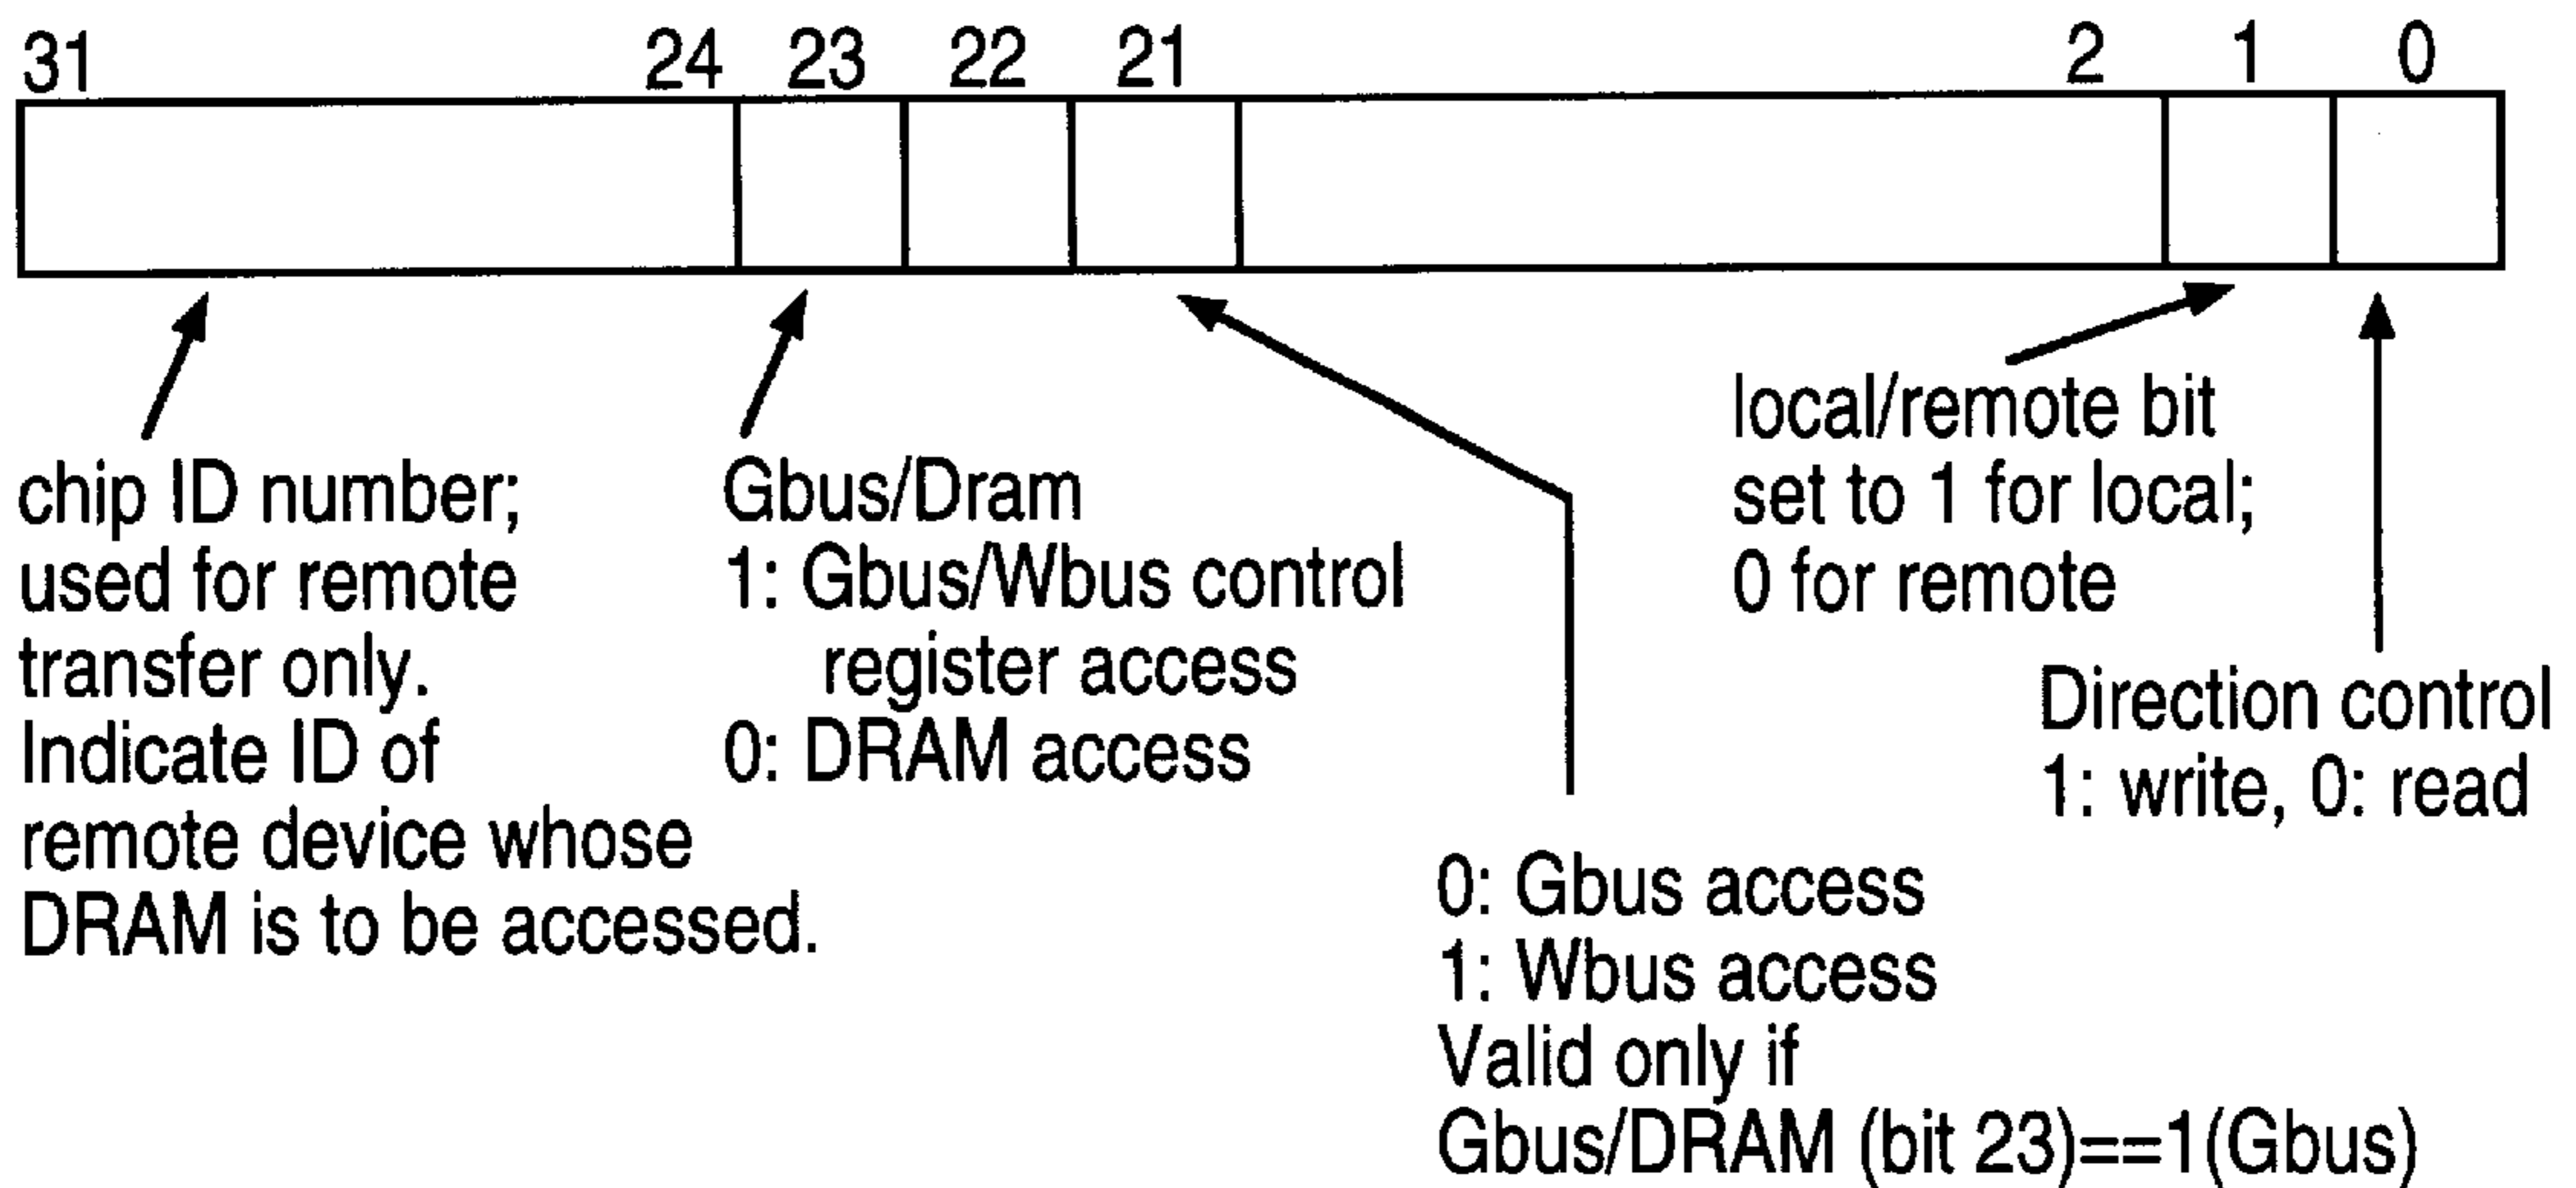 31 24 23 22 21 2 1 0
chip ID number;
used for remote
transfer only.
Indicate ID of
remote device whose
DRAM is to be accessed.
Gbus/Dram
1: Gbus/Wbus control
register access
0: DRAM access
0: Gbus access
1: Wbus access
Valid only if
Gbus/DRAM (bit 23)==1(Gbus)
local/remote bit
set to 1 for local;
0 for remote
Direction control
1: write, 0: read